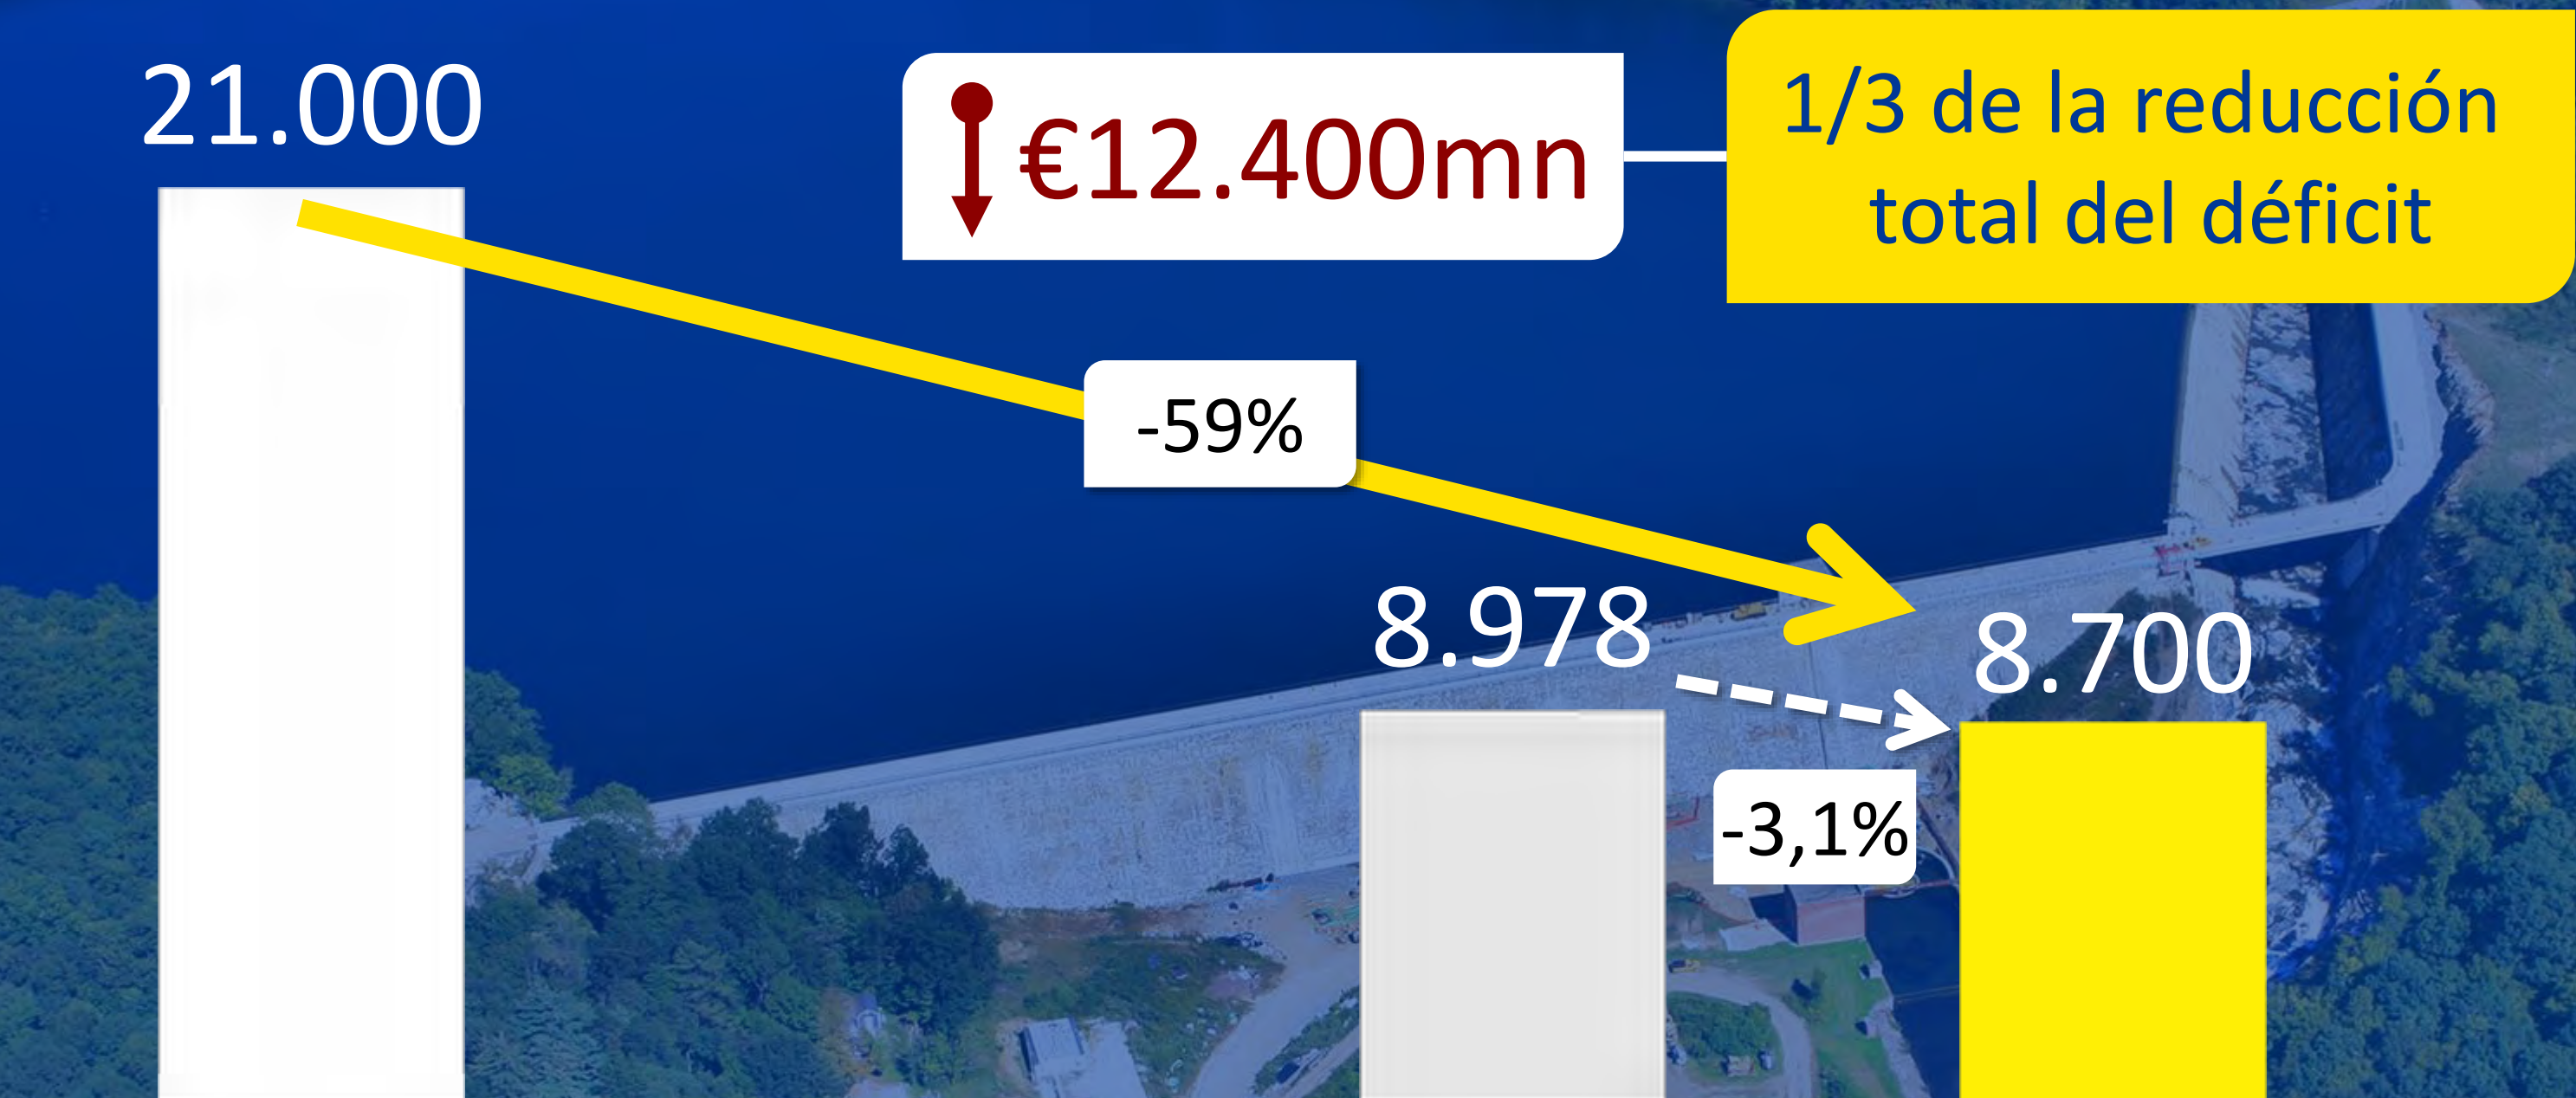 21.000
€12.400mn
1/3 de la reducción
total del déficit
-59%
8.978
8.700
-3,1%